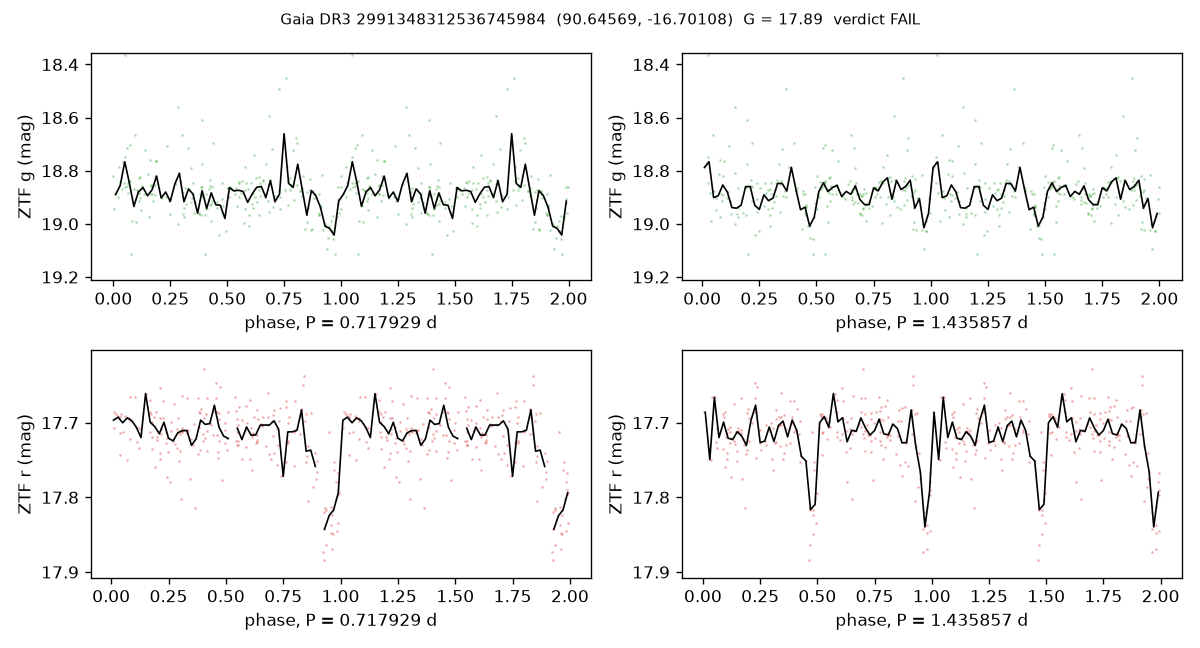 Gaia DR3 2991348312536745984 (90.64569, -16.70108) G = 17.89 verdict FAIL
ZTF g (mag)
18.4
18.6
18.8
19.0
19.2
0.00 0.25 0.50 0.75 1.00 1.25 1.50 1.75 2.00
phase, P = 0.717929 d
ZTF g (mag)
18.4
18.6
18.8
19.0
19.2
0.00 0.25 0.50 0.75 1.00 1.25 1.50 1.75 2.00
phase, P = 1.435857 d
ZTF r (mag)
17.7
17.8
17.9
0.00 0.25 0.50 0.75 1.00 1.25 1.50 1.75 2.00
phase, P = 0.717929 d
ZTF r (mag)
17.7
17.8
17.9
0.00 0.25 0.50 0.75 1.00 1.25 1.50 1.75 2.00
phase, P = 1.435857 d